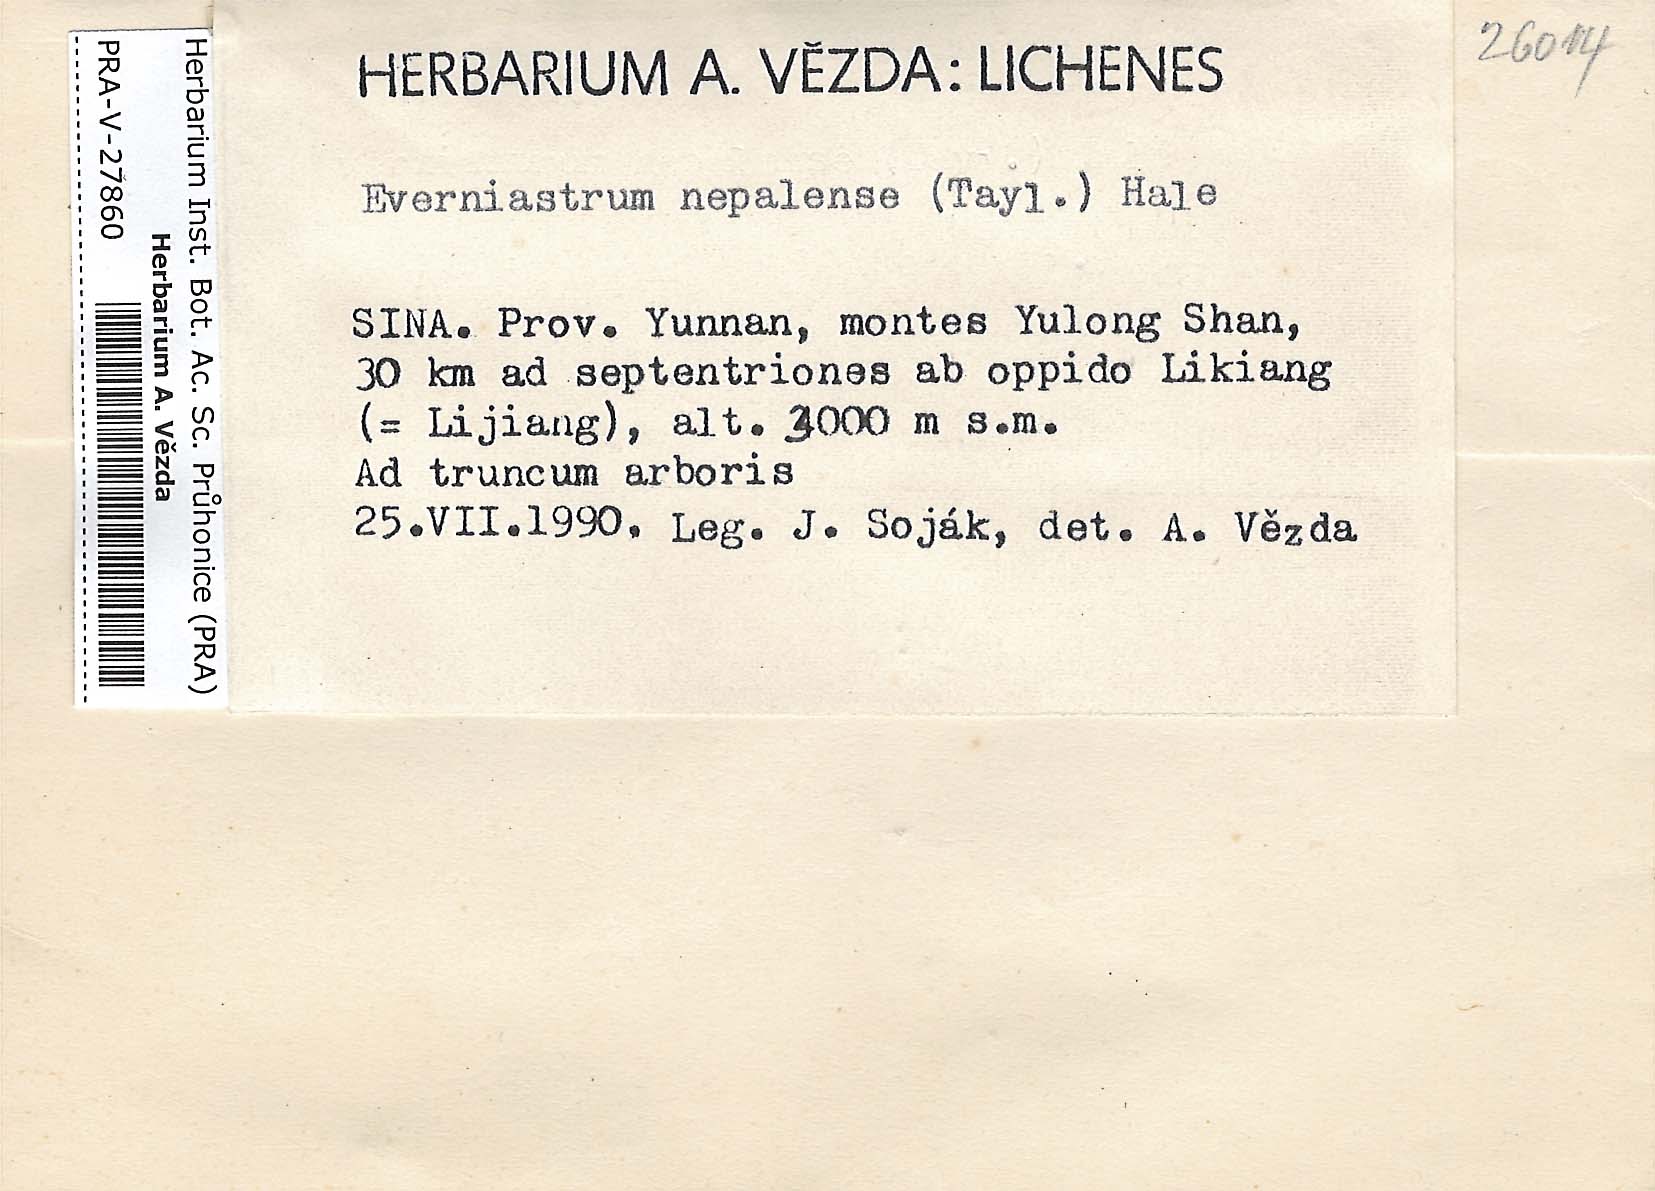 26014
HERBARIUM A. VĚZDA: LICHENES
Everniastrum nepalense (Tayl.) Hale
SINA. Prov. Yunnan, montes Yulong Shan,
30 km ad septentriones ab oppido Likiang
(= Lijiang), alt. 3000 m s.m.
Ad truncum arboris
25.VII.1990. Leg. J. Soják, det. A. Vězda
Herbarium Inst. Bot. Ac. Sc. Průhonice (PRA)
Herbarium A. Vězda
PRA-V-27860